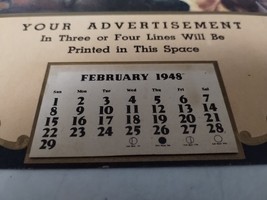 YOUR ADVERTISEMENT
In Three or Four Lines Will Be
Printed in This Space
FEBRUARY 1948
Sun Mon Tue Wed Thu Fri Sat
1 2 3 4 5 6 7
8 9 10 11 12 13 14
15 16 17 18 19 20 21
22 23 24 25 26 27 28
29